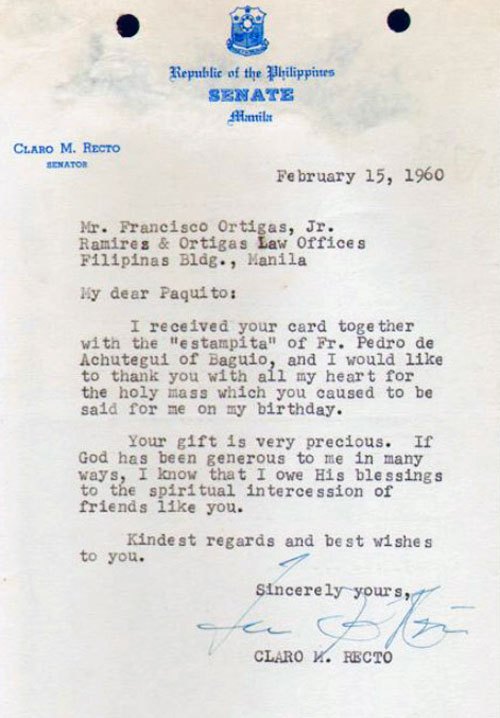 Republic of the Philippines
SENATE
Manila
CLARO M. RECTO
SENATOR
February 15, 1960
Mr. Francisco Ortigas, Jr.
Ramires & Ortigas Law Offices
Filipinas Bldg., Manila
My dear Paquito:
I received your card together
with the "estampita" of Fr. Pedro de
Achutegui of Baguio, and I would like
to thank you with all my heart for
the holy mass which you caused to be
said for me on my birthday.
Your gift is very precious. If
God has been generous to me in many
ways, I know that I owe His blessings
to the spiritual intercession of
friends like you.
Kindest regards and best wishes
to you.
Sincerely yours,
CLARO M. RECTO